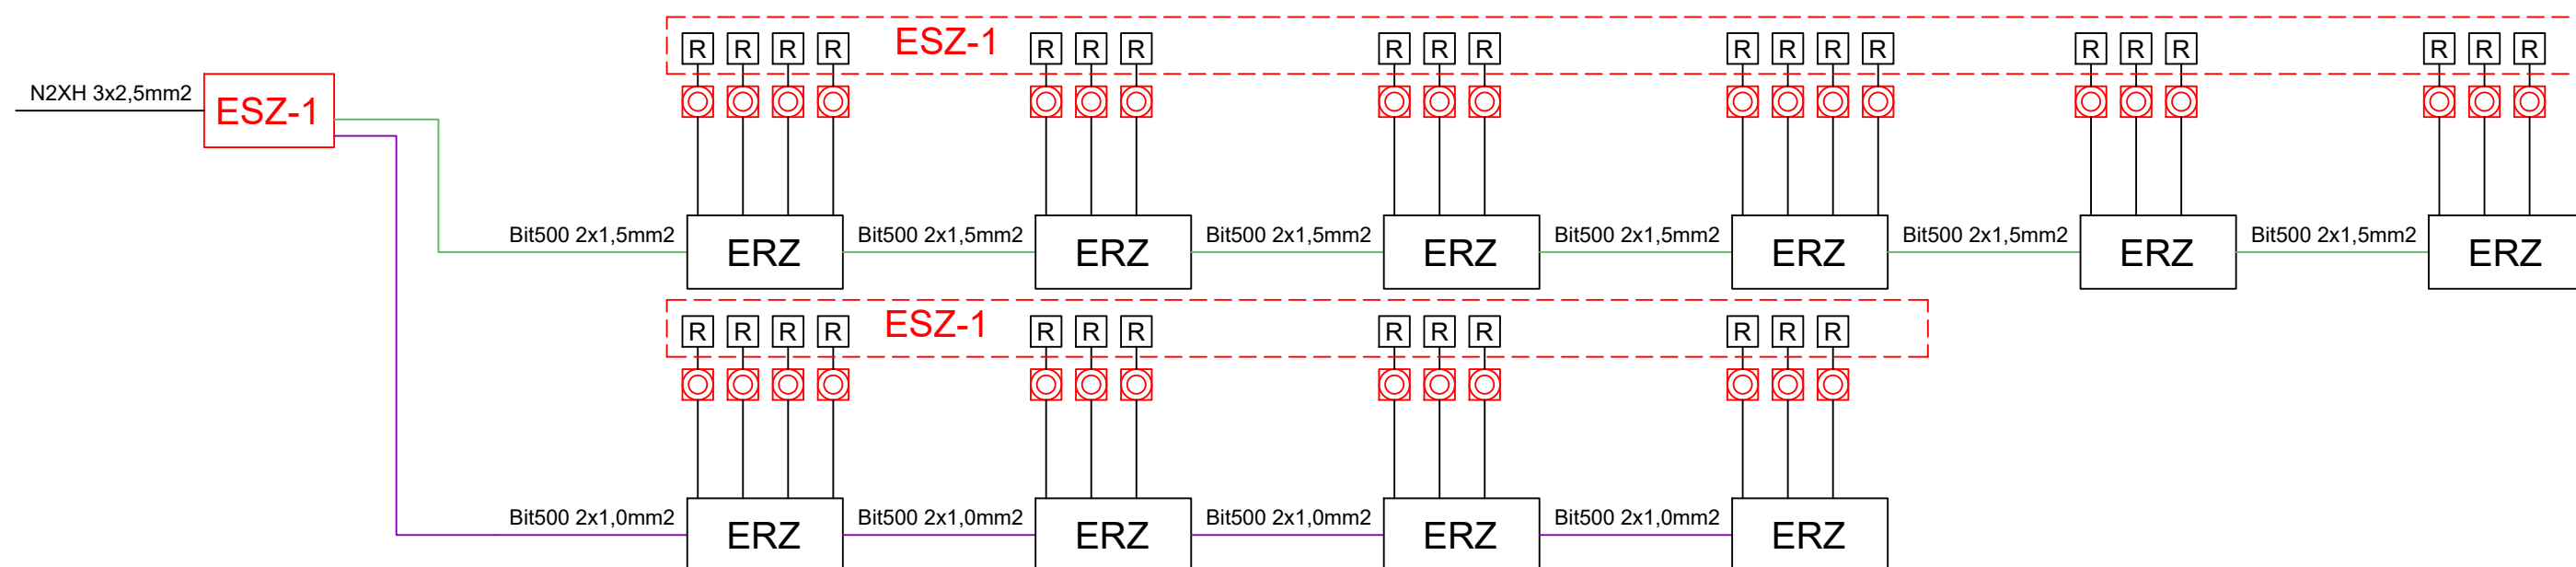 R R R R ESZ-1 R R R R R R R R R R R R R R R R
N2XH 3x2,5mm2
ESZ-1
Bit500 2x1,5mm2 ERZ Bit500 2x1,5mm2 ERZ Bit500 2x1,5mm2 ERZ Bit500 2x1,5mm2 ERZ Bit500 2x1,5mm2 ERZ Bit500 2x1,5mm2 ERZ
R R R R ESZ-1 R R R R R R R R R
Bit500 2x1,0mm2 ERZ Bit500 2x1,0mm2 ERZ Bit500 2x1,0mm2 ERZ Bit500 2x1,0mm2 ERZ